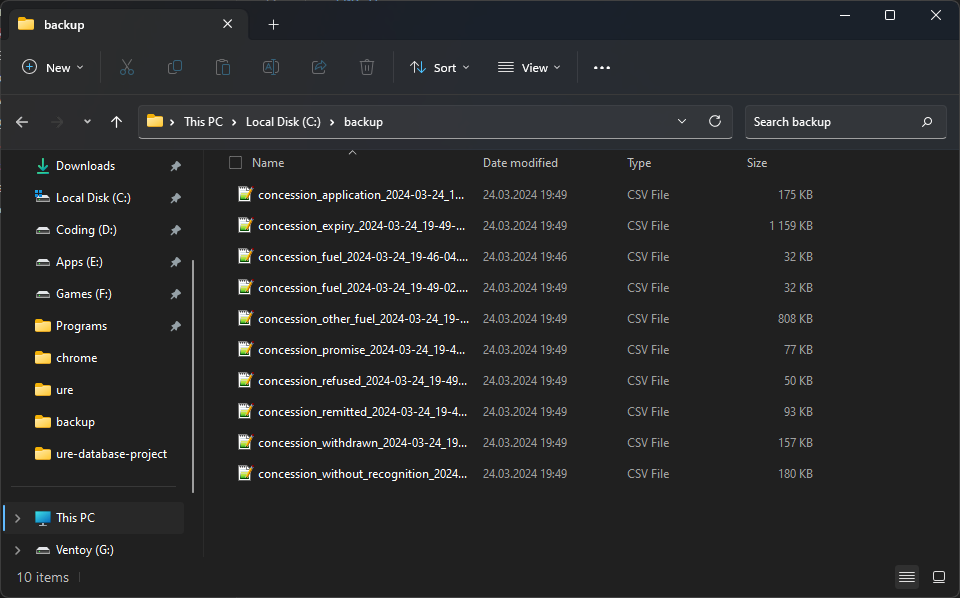 backup
New
Sort
View
This PC
Local Disk (C:)
backup
Search backup
Name
Date modified
Type
Size
Downloads
Local Disk (C:)
Coding (D:)
Apps (E:)
Games (F:)
Programs
chrome
ure
backup
ure-database-project
This PC
Ventoy (G:)
concession_application_2024-03-24_1... 24.03.2024 19:49 CSV File 175 KB
concession_expiry_2024-03-24_19-49-... 24.03.2024 19:49 CSV File 1 159 KB
concession_fuel_2024-03-24_19-46-04.... 24.03.2024 19:46 CSV File 32 KB
concession_fuel_2024-03-24_19-49-02.... 24.03.2024 19:49 CSV File 32 KB
concession_other_fuel_2024-03-24_19-... 24.03.2024 19:49 CSV File 808 KB
concession_promise_2024-03-24_19-4... 24.03.2024 19:49 CSV File 77 KB
concession_refused_2024-03-24_19-49... 24.03.2024 19:49 CSV File 50 KB
concession_remitted_2024-03-24_19-4... 24.03.2024 19:49 CSV File 93 KB
concession_withdrawn_2024-03-24_19... 24.03.2024 19:49 CSV File 157 KB
concession_without_recognition_2024... 24.03.2024 19:49 CSV File 180 KB
10 items